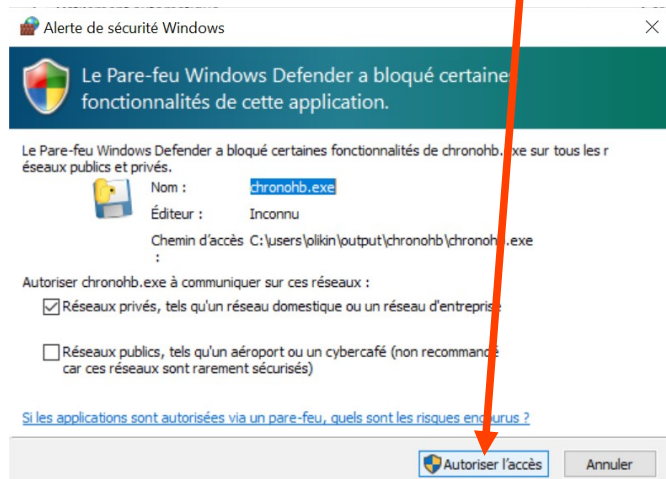 Alerte de sécurité Windows
Le Pare-feu Windows Defender a bloqué certaines
fonctionnalités de cette application.
Le Pare-feu Windows Defender a bloqué certaines fonctionnalités de chronohb.exe sur tous les r
éseaux publics et privés.
Nom : chronohb.exe
Éditeur : Inconnu
Chemin d'accès C:\users\olikin\output\chronohb\chronohb.exe
:
Autoriser chronohb.exe à communiquer sur ces réseaux :
Réseaux privés, tels qu'un réseau domestique ou un réseau d'entreprise
Réseaux publics, tels qu'un aéroport ou un cybercafé (non recommandé
car ces réseaux sont rarement sécurisés)
Si les applications sont autorisées via un pare-feu, quels sont les risques encourus ?
Autoriser l'accès Annuler